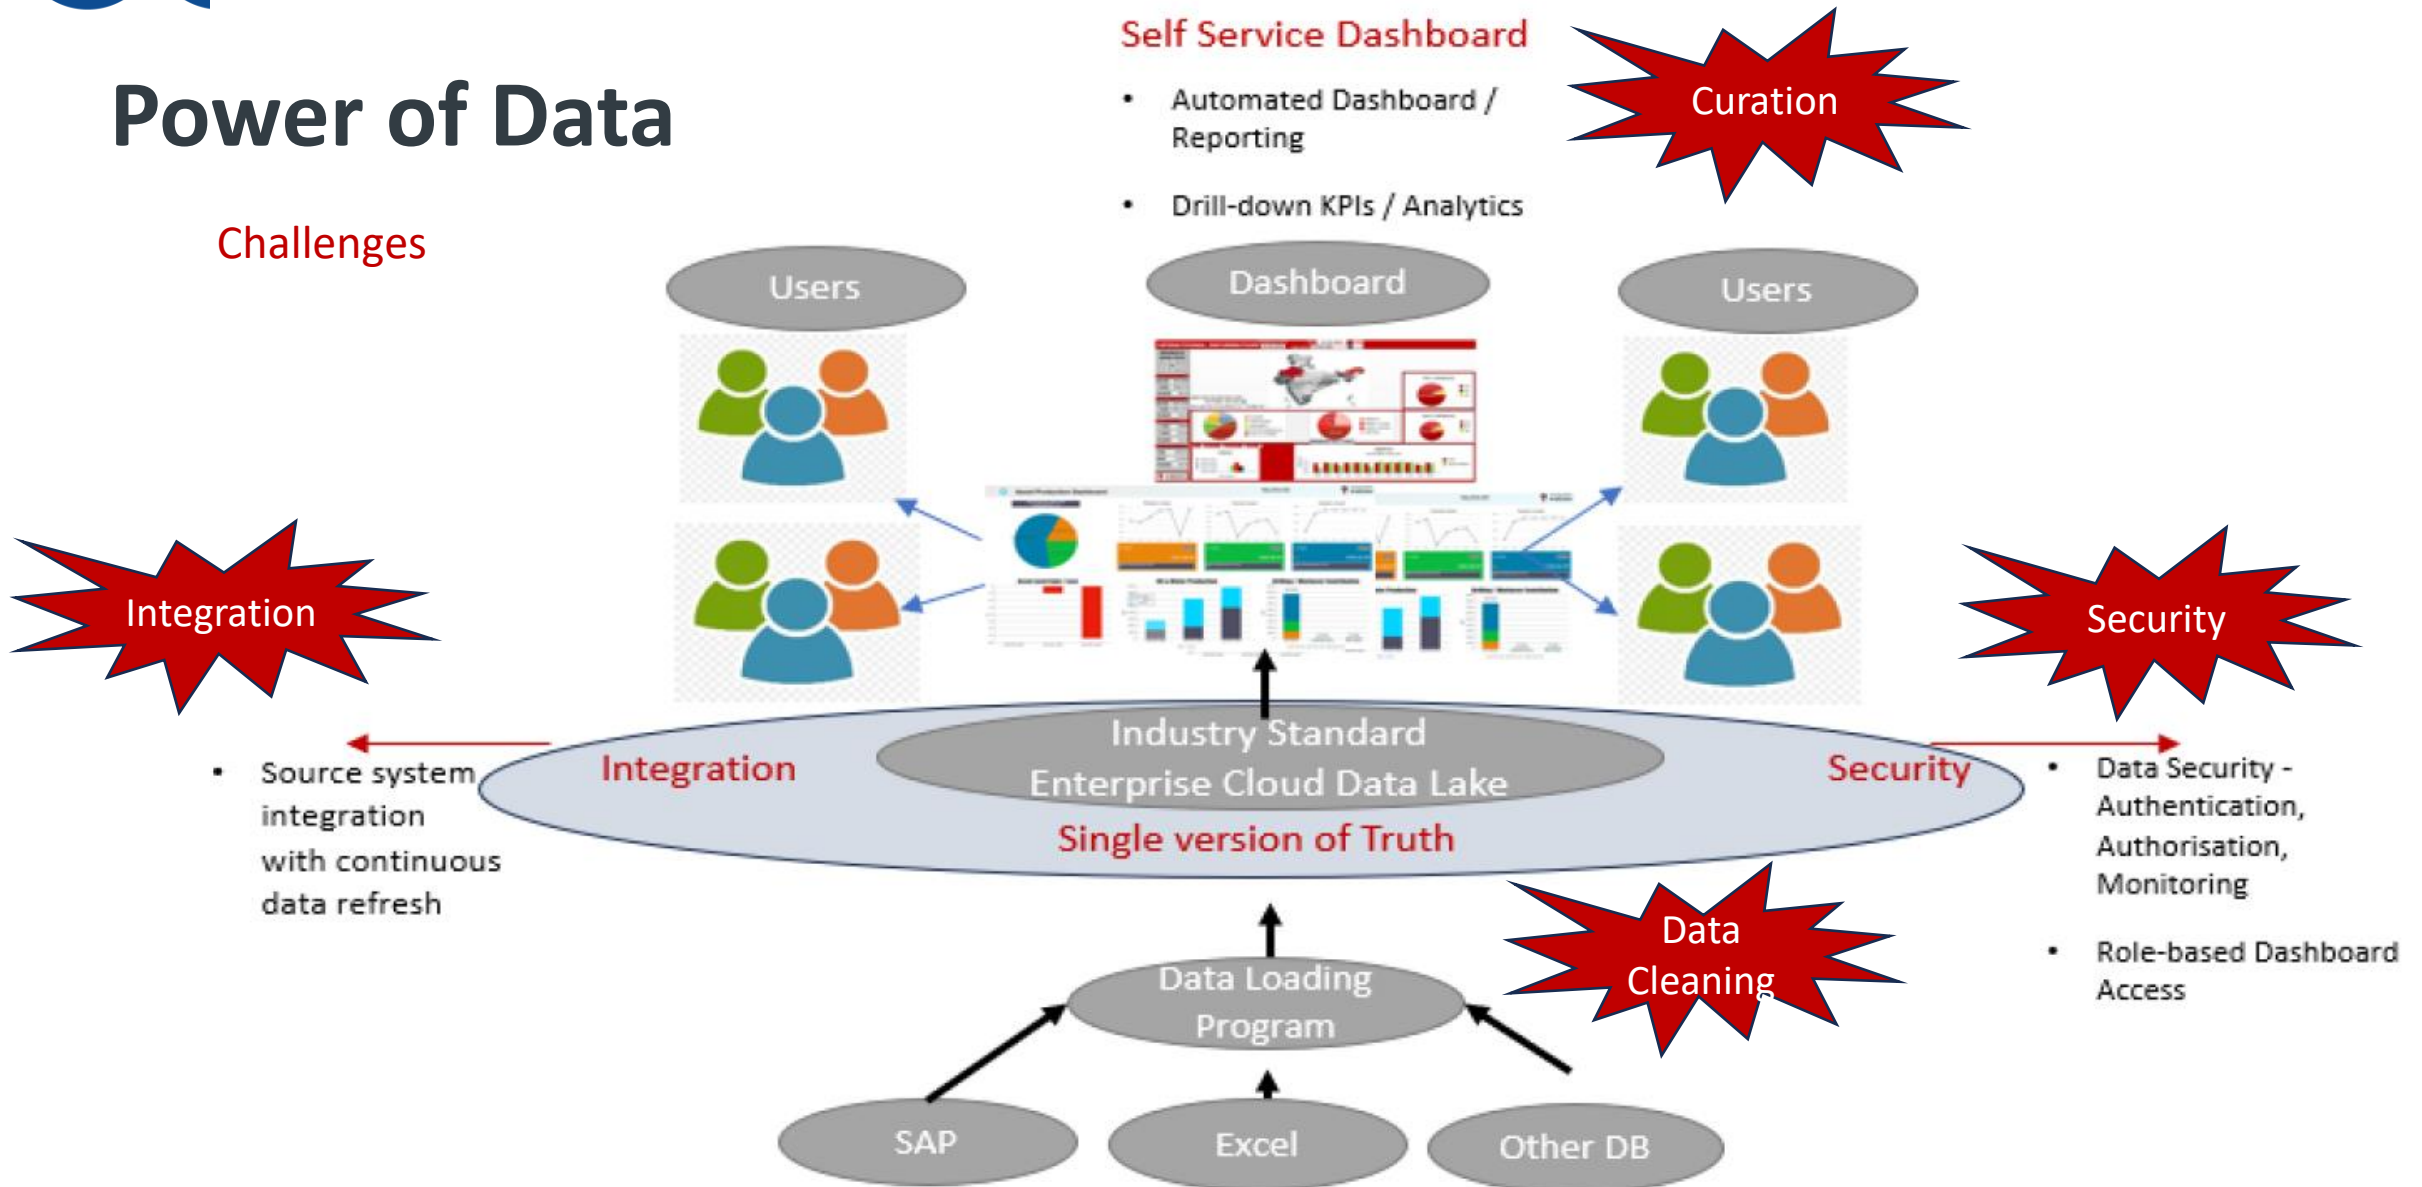 Power of Data
Challenges
Self Service Dashboard
• Automated Dashboard /
Reporting
• Drill-down KPIs / Analytics
Curation
Users
Dashboard
Users
Integration
Security
Industry Standard
Enterprise Cloud Data Lake
Integration
Security
Single version of Truth
• Source system
integration
with continuous
data refresh
• Data Security -
Authentication,
Authorisation,
Monitoring
• Role-based Dashboard
Access
Data
Cleaning
Data Loading
Program
SAP
Excel
Other DB